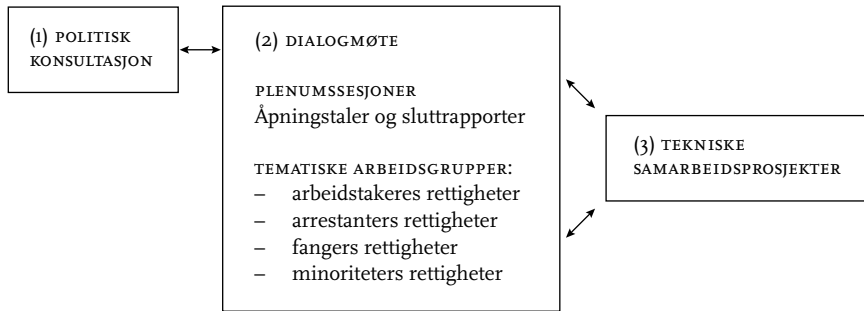 (1) POLITISK
KONSULTASJON
(2) DIALOGMØTE
PLENUMSSESJONER
Åpningstaler og sluttrapporter
TEMATISKE ARBEIDSGRUPPER:
– arbeidstakeres rettigheter
– arrestanters rettigheter
– fangers rettigheter
– minoriteters rettigheter
(3) TEKNISKE
SAMARBEIDSPROSJEKTER